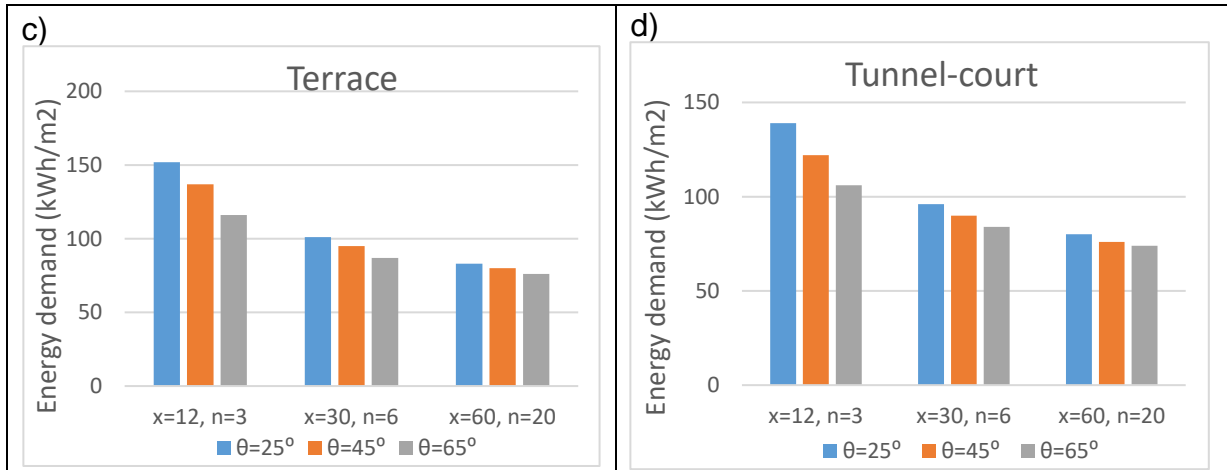 c)
Terrace
Energy demand (kWh/m2)
200
150
100
50
0
x=12, n=3 x=30, n=6 x=60, n=20
θ=25º θ=45º θ=65º
d)
Tunnel-court
Energy demand (kWh/m2)
150
100
50
0
x=12, n=3 x=30, n=6 x=60, n=20
θ=25º θ=45º θ=65º